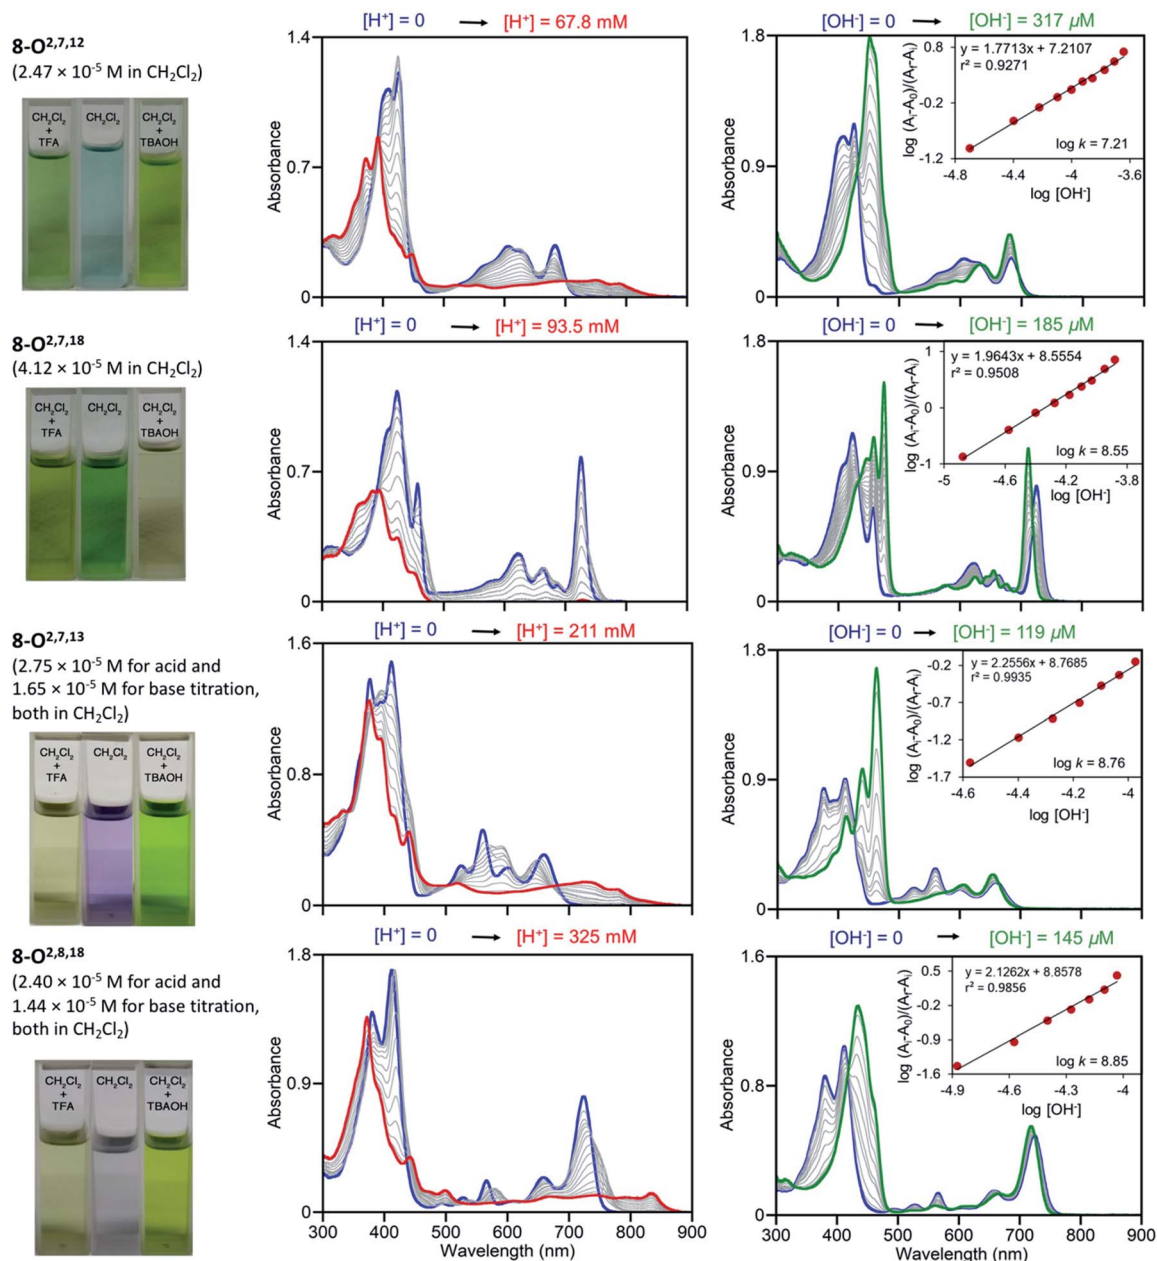 [H⁺] = 0 → [H⁺] = 67.8 mM
[OH⁻] = 0 → [OH⁻] = 317 µM
8-O²,⁷,¹²
(2.47 × 10⁻⁵ M in CH₂Cl₂)
CH₂Cl₂
+
TFA
CH₂Cl₂
CH₂Cl₂
+
TBAOH
1.4
0.7
0
Absorbance
1.8
0.9
0
Absorbance
y = 1.7713x + 7.2107
r² = 0.9271
log k = 7.21
0.8
-0.2
-1.2
log (Aᵢ-A₀)/(A_f-Aᵢ)
-4.8 -4.4 -4 -3.6
log [OH⁻]
[H⁺] = 0 → [H⁺] = 93.5 mM
[OH⁻] = 0 → [OH⁻] = 185 µM
8-O²,⁷,¹⁸
(4.12 × 10⁻⁵ M in CH₂Cl₂)
CH₂Cl₂
+
TFA
CH₂Cl₂
CH₂Cl₂
+
TBAOH
1.4
0.7
0
Absorbance
1.8
0.9
0
Absorbance
y = 1.9643x + 8.5554
r² = 0.9508
log k = 8.55
1
0
-1
log (Aᵢ-A₀)/(A_f-Aᵢ)
-5 -4.6 -4.2 -3.8
log [OH⁻]
[H⁺] = 0 → [H⁺] = 211 mM
[OH⁻] = 0 → [OH⁻] = 119 µM
8-O²,⁷,¹³
(2.75 × 10⁻⁵ M for acid and
1.65 × 10⁻⁵ M for base titration,
both in CH₂Cl₂)
CH₂Cl₂
+
TFA
CH₂Cl₂
CH₂Cl₂
+
TBAOH
1.6
0.8
0
Absorbance
1.8
0.9
0
Absorbance
y = 2.2556x + 8.7685
r² = 0.9935
log k = 8.76
-0.2
-0.7
-1.2
-1.7
log (Aᵢ-A₀)/(A_f-Aᵢ)
-4.6 -4.4 -4.2 -4
log [OH⁻]
[H⁺] = 0 → [H⁺] = 325 mM
[OH⁻] = 0 → [OH⁻] = 145 µM
8-O²,⁸,¹⁸
(2.40 × 10⁻⁵ M for acid and
1.44 × 10⁻⁵ M for base titration,
both in CH₂Cl₂)
CH₂Cl₂
+
TFA
CH₂Cl₂
CH₂Cl₂
+
TBAOH
1.8
0.9
0
Absorbance
1.6
0.8
0
Absorbance
y = 2.1262x + 8.8578
r² = 0.9856
log k = 8.85
0.5
-0.2
-0.9
-1.6
log (Aᵢ-A₀)/(A_f-Aᵢ)
-4.9 -4.6 -4.3 -4
log [OH⁻]
300 400 500 600 700 800 900
Wavelength (nm)
300 400 500 600 700 800 900
Wavelength (nm)